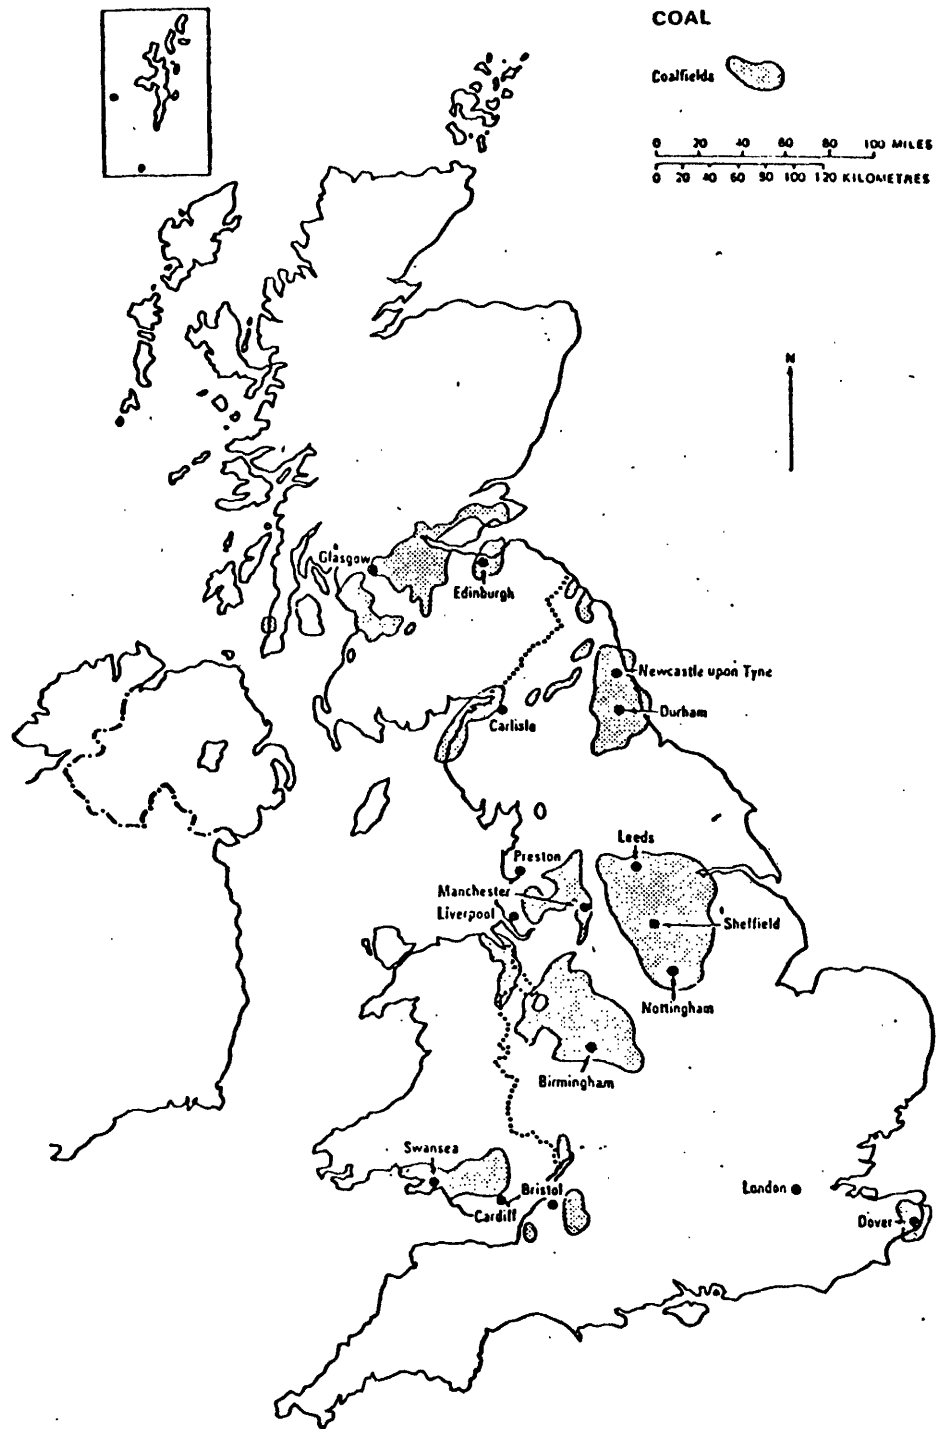 COAL
Coalfields
0 20 40 60 80 100 MILES
0 20 40 60 80 100 120 KILOMETRES
N
Glasgow
Edinburgh
Newcastle upon Tyne
Durham
Carlisle
Leeds
Preston
Manchester
Liverpool
Sheffield
Nottingham
Birmingham
Swansea
Bristol
Cardiff
London
Dover